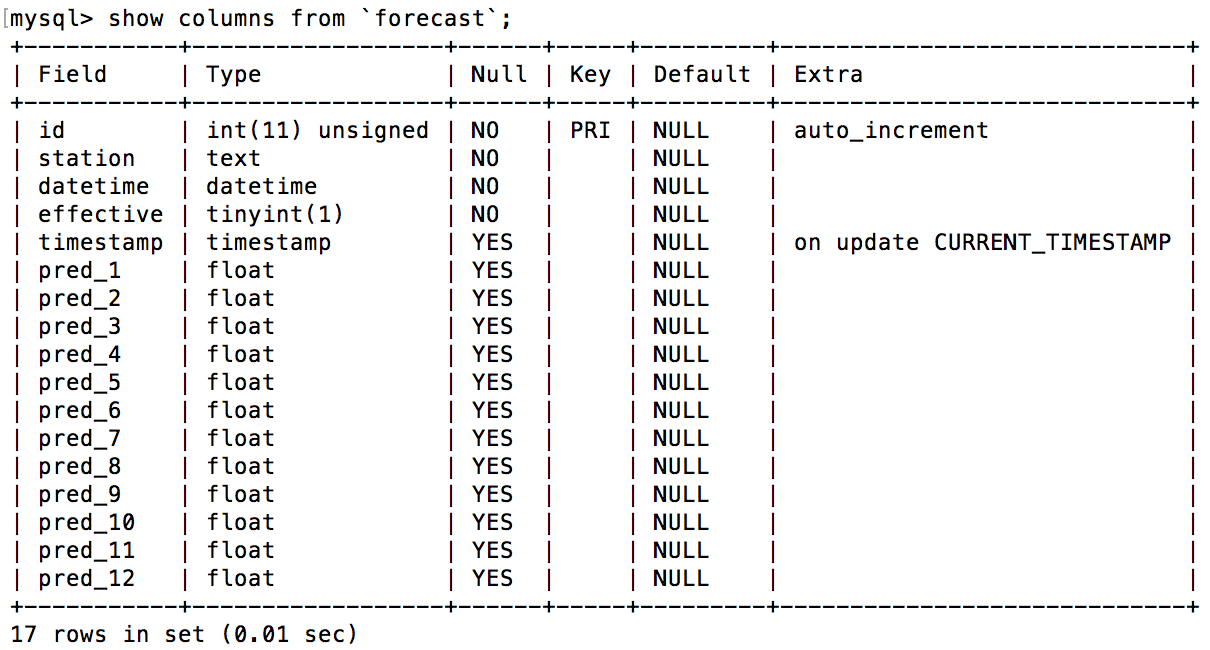 [mysql> show columns from `forecast`;
+------------+------------------+------+-----+---------+-----------------------------+
| Field      | Type             | Null | Key | Default | Extra                       |
+------------+------------------+------+-----+---------+-----------------------------+
| id         | int(11) unsigned | NO   | PRI | NULL    | auto_increment              |
| station    | text             | NO   |     | NULL    |                             |
| datetime   | datetime         | NO   |     | NULL    |                             |
| effective  | tinyint(1)       | NO   |     | NULL    |                             |
| timestamp  | timestamp        | YES  |     | NULL    | on update CURRENT_TIMESTAMP |
| pred_1     | float            | YES  |     | NULL    |                             |
| pred_2     | float            | YES  |     | NULL    |                             |
| pred_3     | float            | YES  |     | NULL    |                             |
| pred_4     | float            | YES  |     | NULL    |                             |
| pred_5     | float            | YES  |     | NULL    |                             |
| pred_6     | float            | YES  |     | NULL    |                             |
| pred_7     | float            | YES  |     | NULL    |                             |
| pred_8     | float            | YES  |     | NULL    |                             |
| pred_9     | float            | YES  |     | NULL    |                             |
| pred_10    | float            | YES  |     | NULL    |                             |
| pred_11    | float            | YES  |     | NULL    |                             |
| pred_12    | float            | YES  |     | NULL    |                             |
+------------+------------------+------+-----+---------+-----------------------------+
17 rows in set (0.01 sec)